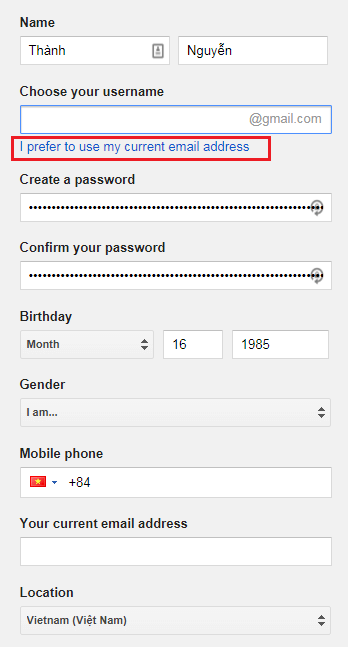 Name
Thành Nguyễn
Choose your username
@gmail.com
I prefer to use my current email address
Create a password
Confirm your password
Birthday
Month 16 1985
Gender
I am...
Mobile phone
+84
Your current email address
Location
Vietnam (Việt Nam)